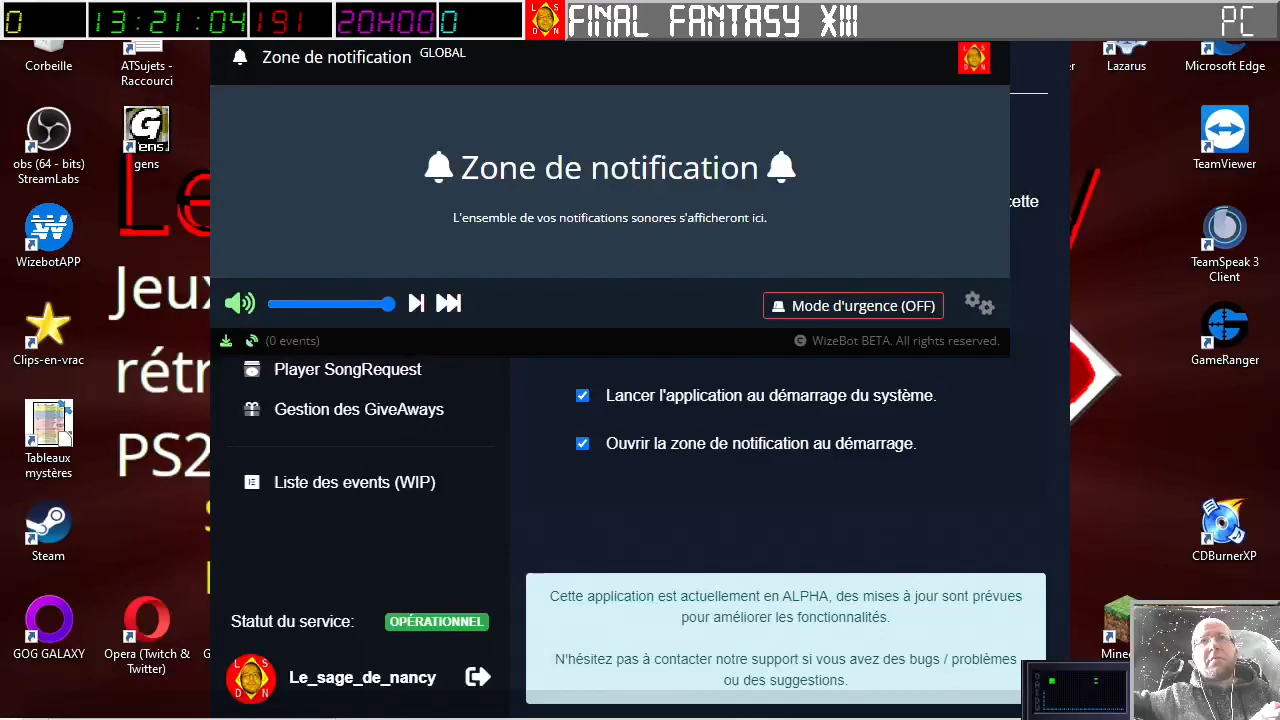 0 13:21:04 191 20H00 0 FINAL FANTASY XIII PC
L S
D N
Zone de notification GLOBAL
Corbeille
ATSujets -
Raccourci
Lazarus
Microsoft Edge
Zone de notification
L'ensemble de vos notifications sonores s'afficheront ici.
obs (64 - bits)
StreamLabs
gens
TeamViewer
cette
Le
WizebotAPP
TeamSpeak 3
Client
Jeux
Mode d'urgence (OFF)
(0 events)
WizeBot BETA. All rights reserved.
Clips-en-vrac
GameRanger
rétr
Player SongRequest
Lancer l'application au démarrage du système.
Gestion des GiveAways
Ouvrir la zone de notification au démarrage.
Tableaux
mystères
PS2
Liste des events (WIP)
Steam
CDBurnerXP
Cette application est actuellement en ALPHA, des mises à jour sont prévues
pour améliorer les fonctionnalités.
Statut du service: OPÉRATIONNEL
N'hésitez pas à contacter notre support si vous avez des bugs / problèmes
ou des suggestions.
GOG GALAXY
Opera (Twitch &
Twitter)
G
Mine
L S
D N
Le_sage_de_nancy